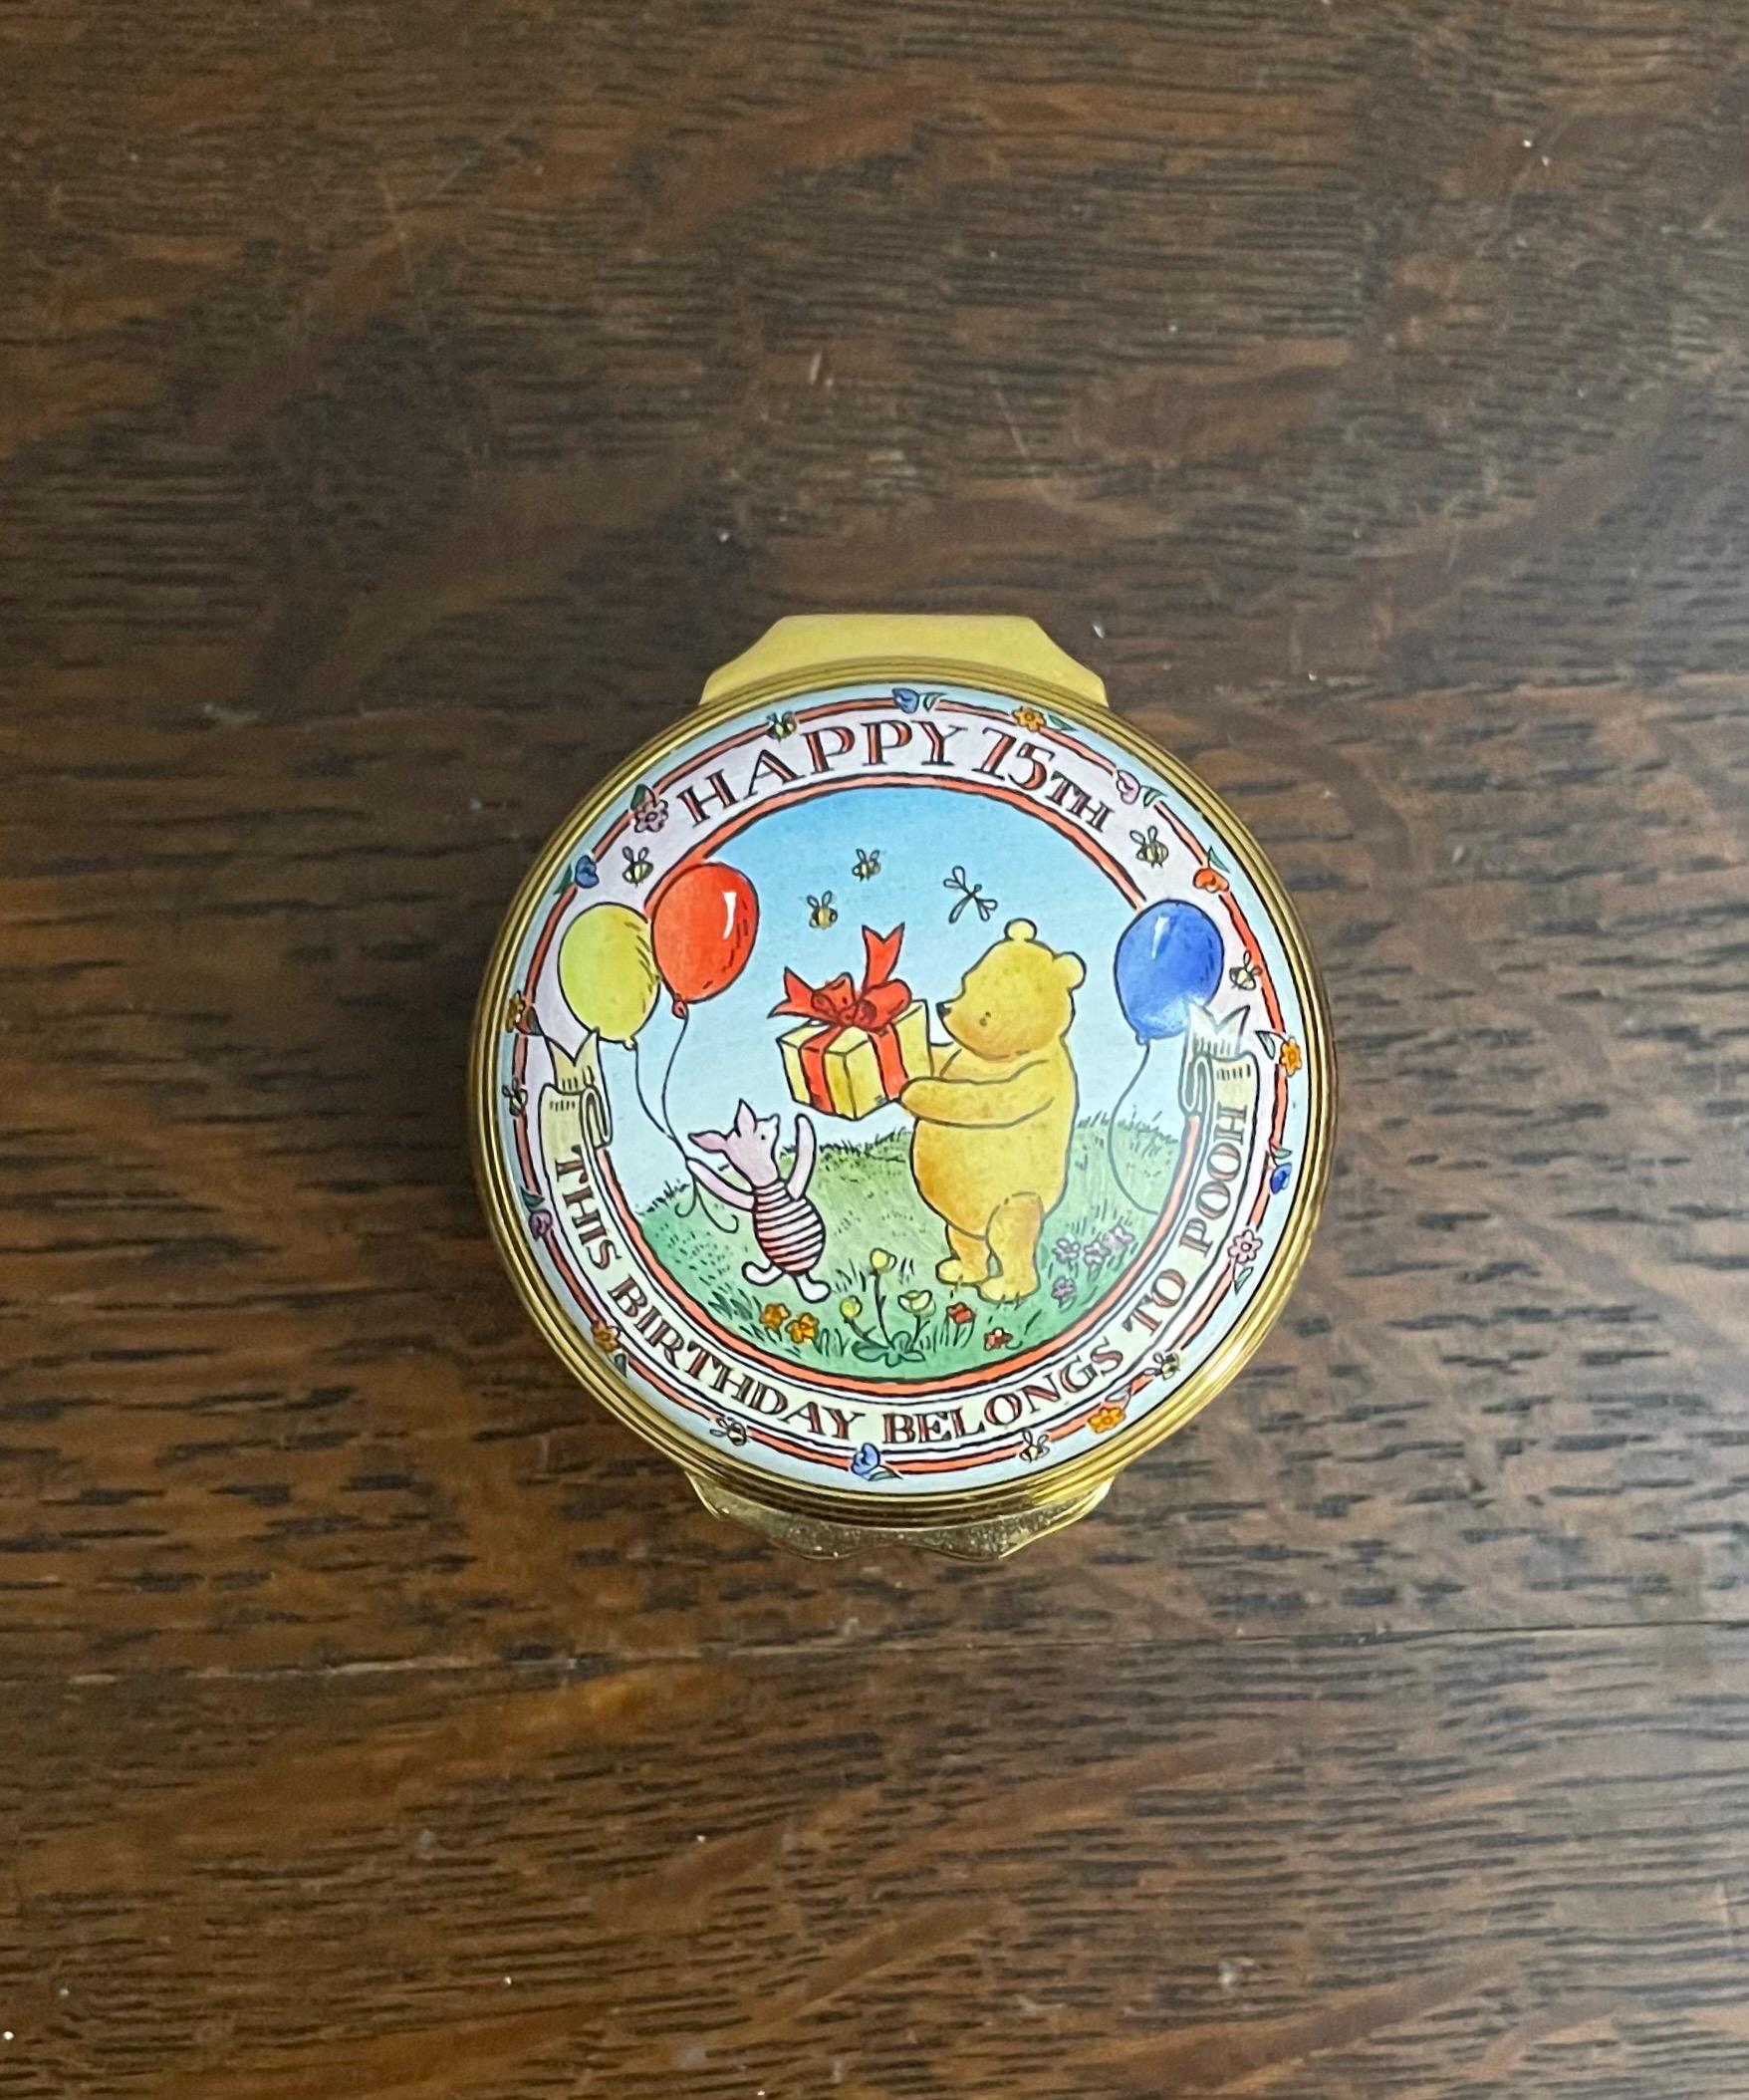 HAPPY 75TH
THIS BIRTHDAY BELONGS TO POOH